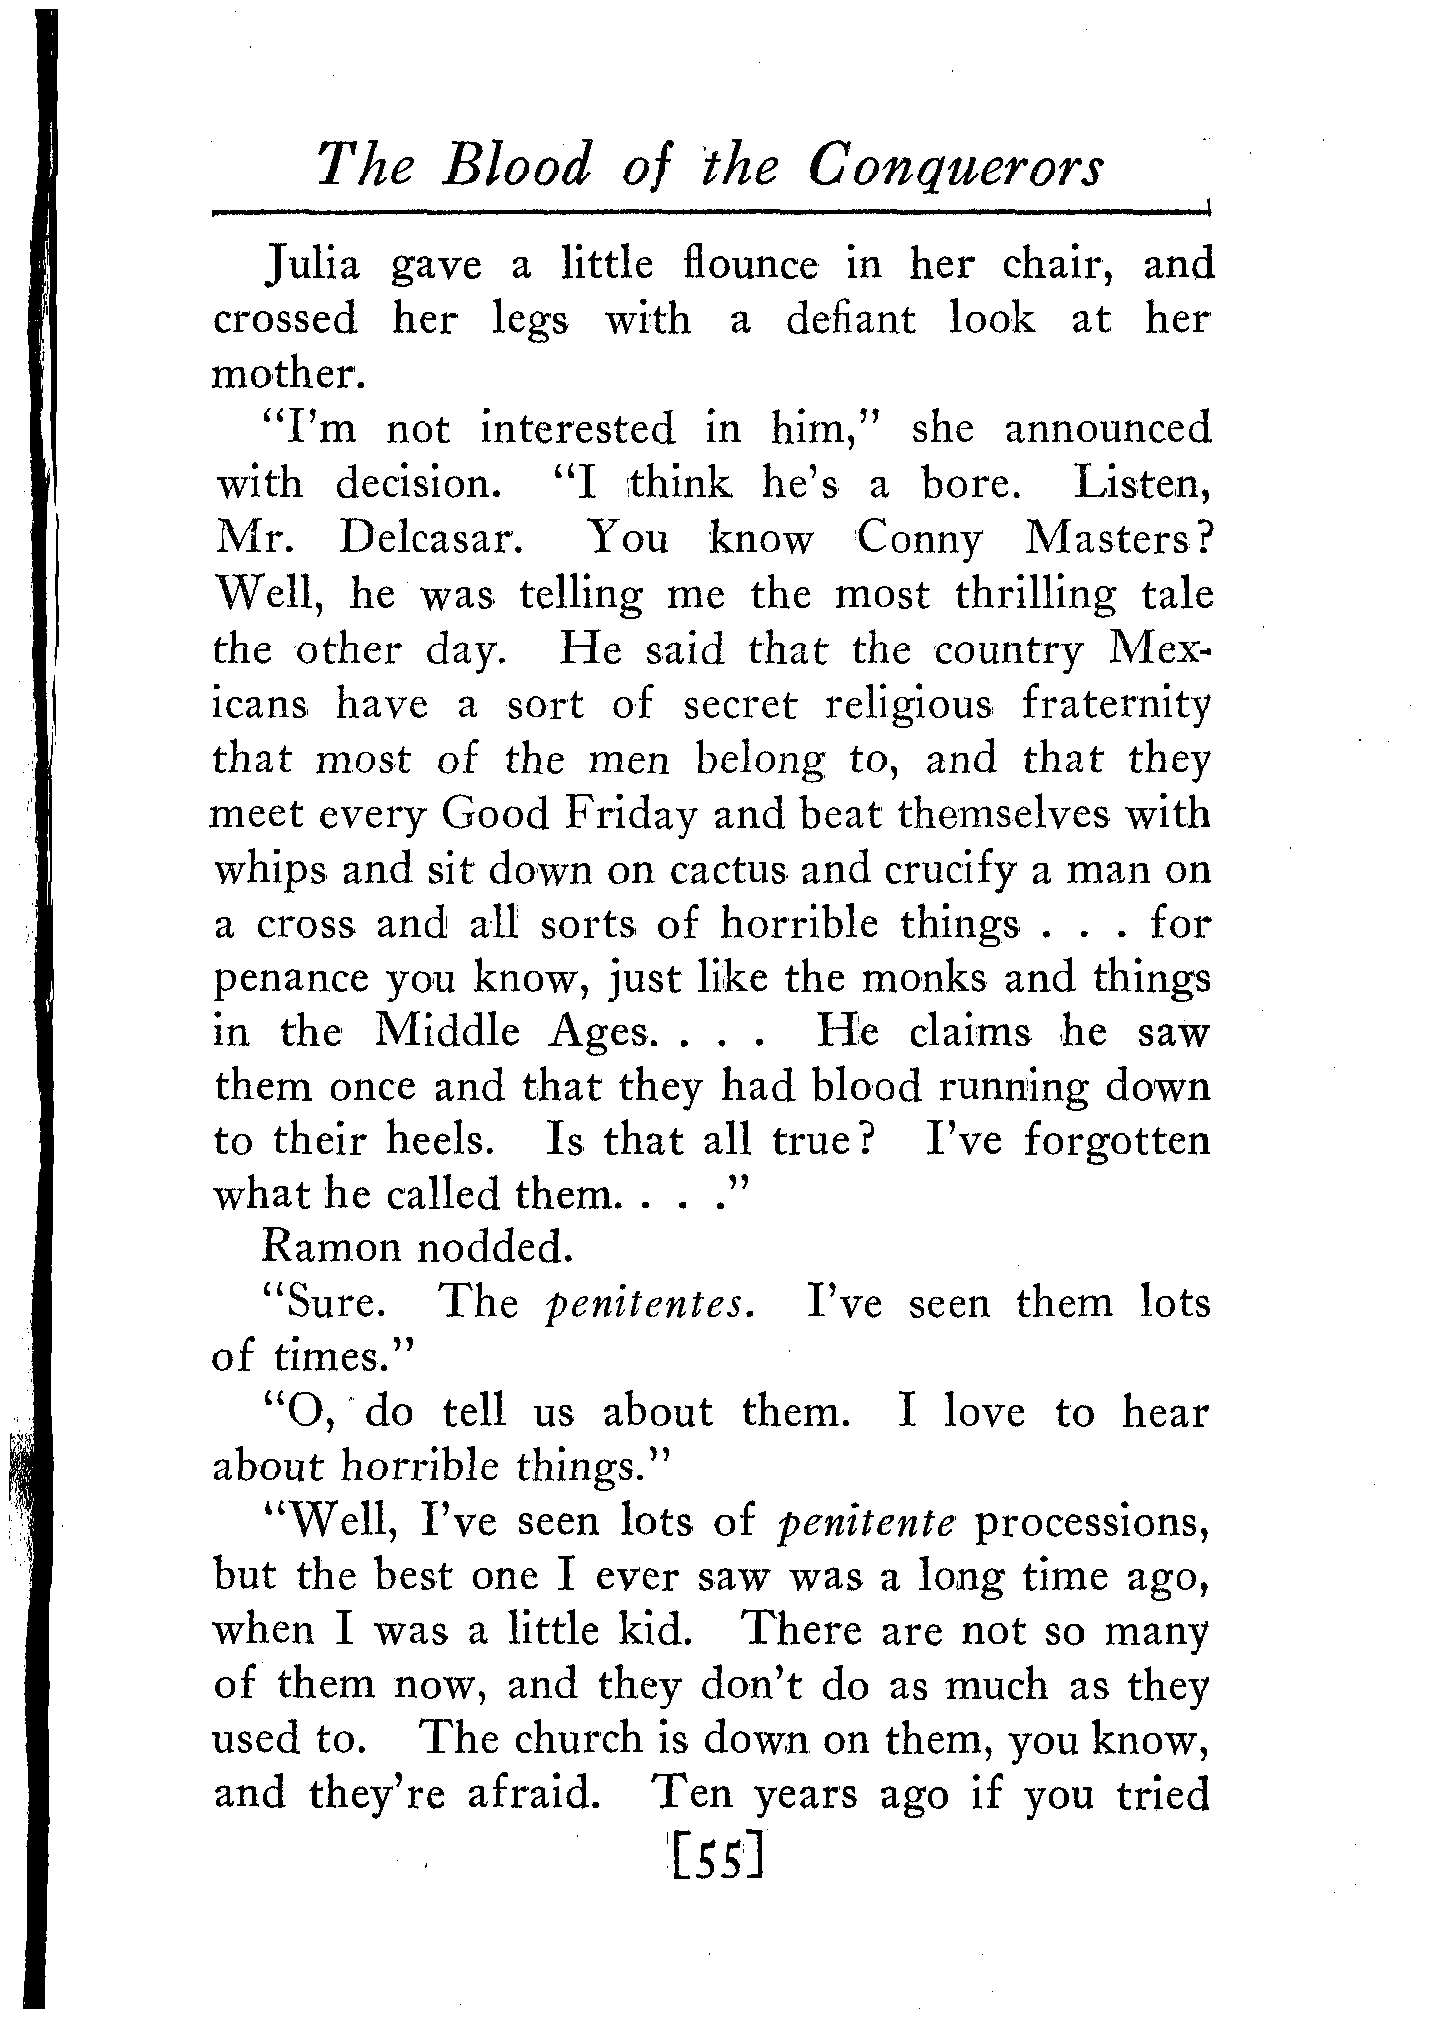 The Blood of the Conquerors
Julia gave a little flounce in her chair, and
crossed her legs with a defiant look at her
mother.
"I'm not interested in him," she announced
with decision. "I think he's a bore. Listen,
Mr. Delcasar. You know Conny Masters?
Well, he was telling me the most thrilling tale
the other day. He said that the country Mex-
icans have a sort of secret religious fraternity
that most of the men belong to, and that they
meet every Good Friday and beat themselves with
whips and sit down on cactus and crucify a man on
a cross and all sorts of horrible things . . . for
penance you know, just like the monks and things
in the Middle Ages. . . . He claims he saw
them once and that they had blood running down
to their heels. Is that all true? I've forgotten
what he called them. . . ."
Ramon nodded.
"Sure. The penitentes. I've seen them lots
of times."
"O, do tell us about them. I love to hear
about horrible things."
"Well, I've seen lots of penitente processions,
but the best one I ever saw was a long time ago,
when I was a little kid. There are not so many
of them now, and they don't do as much as they
used to. The church is down on them, you know,
and they're afraid. Ten years ago if you tried
[55]